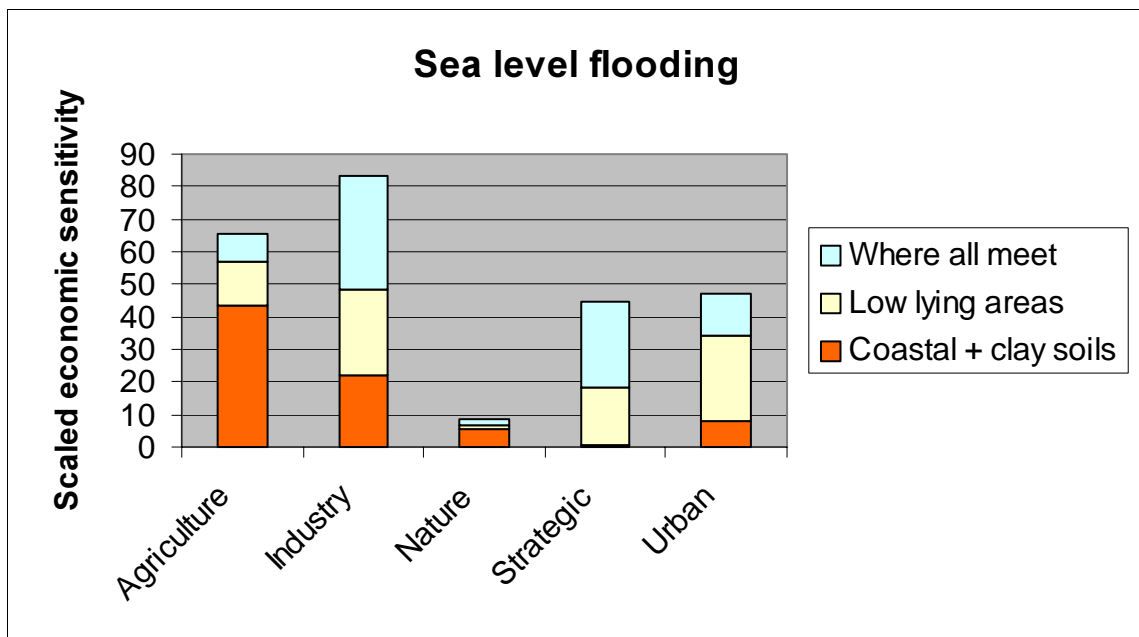 Sea level flooding
Scaled economic sensitivity
90
80
70
60
50
40
30
20
10
0
Agriculture
Industry
Nature
Strategic
Urban
Where all meet
Low lying areas
Coastal + clay soils